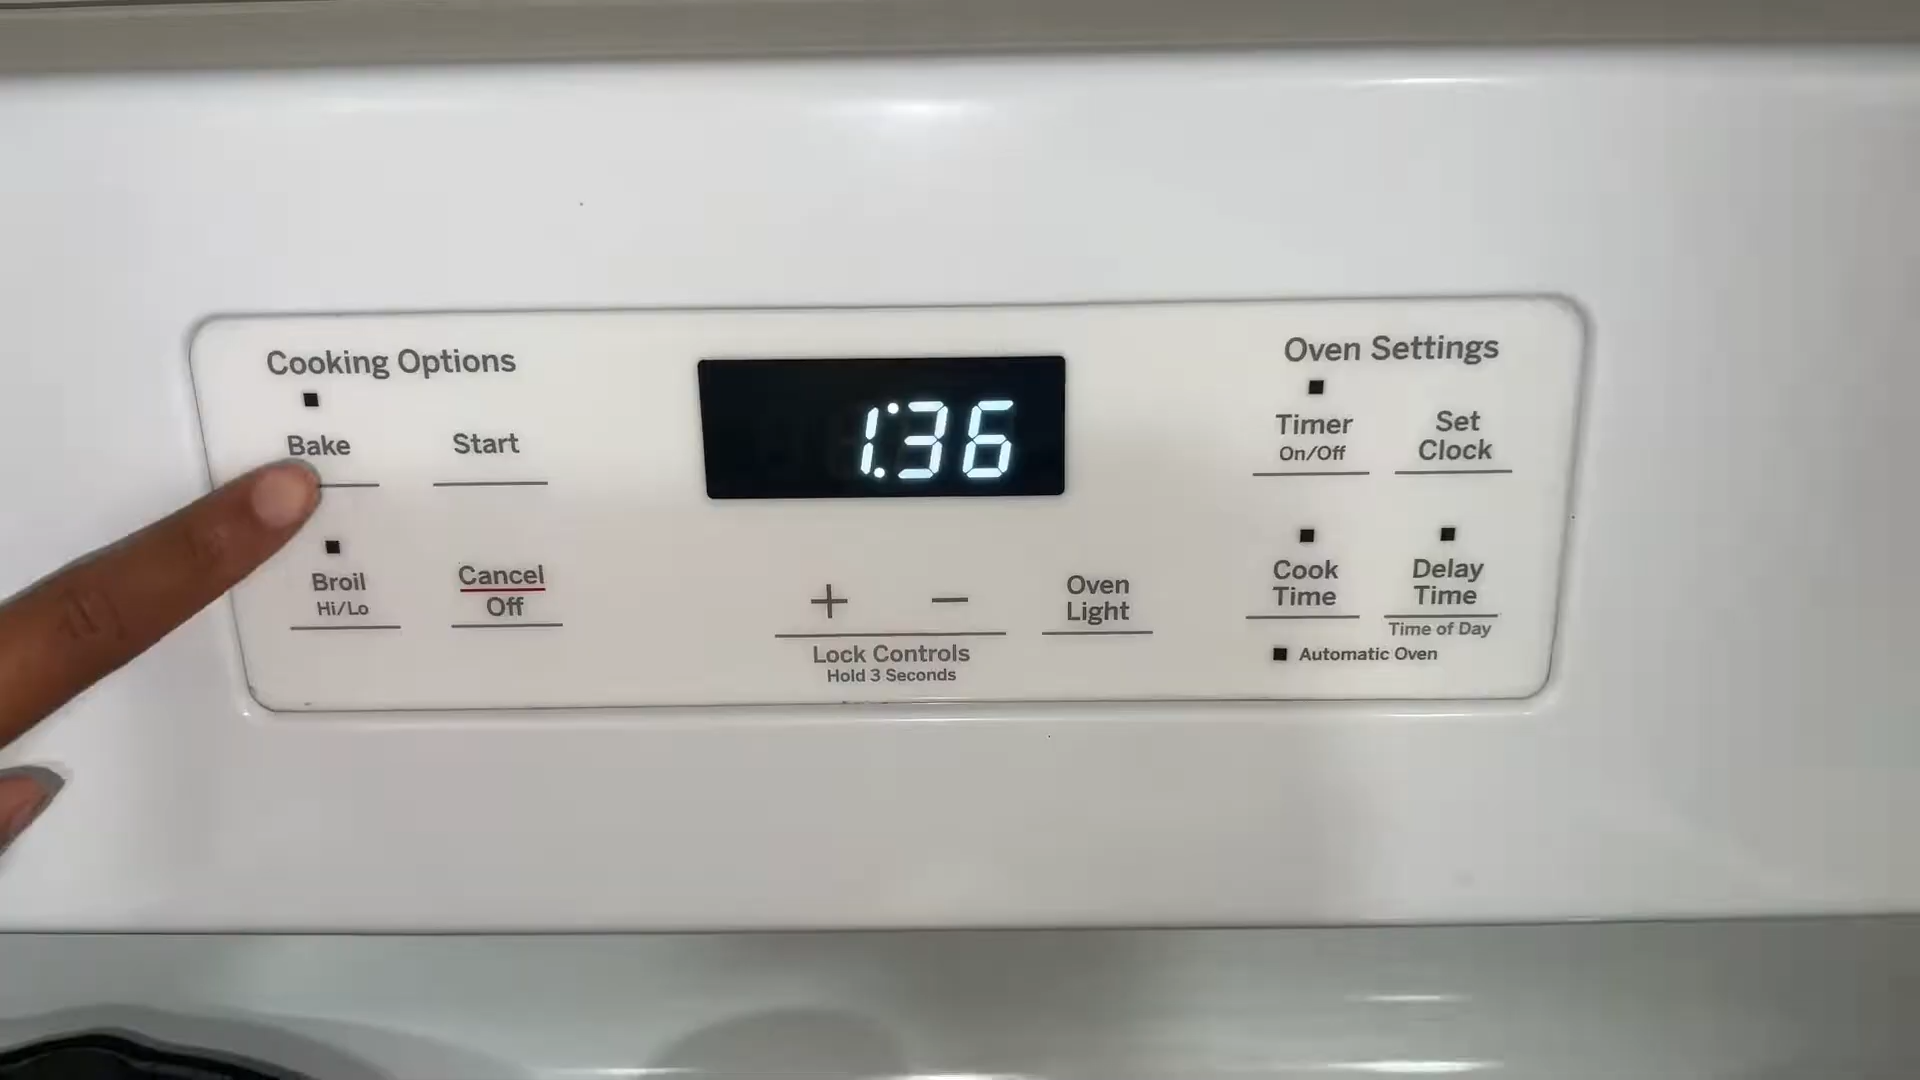 Cooking Options
Bake
Start
Broil
Hi/Lo
Cancel
Off
1:36
+ −
Lock Controls
Hold 3 Seconds
Oven
Light
Oven Settings
Timer
On/Off
Set
Clock
Cook
Time
Delay
Time
Time of Day
Automatic Oven